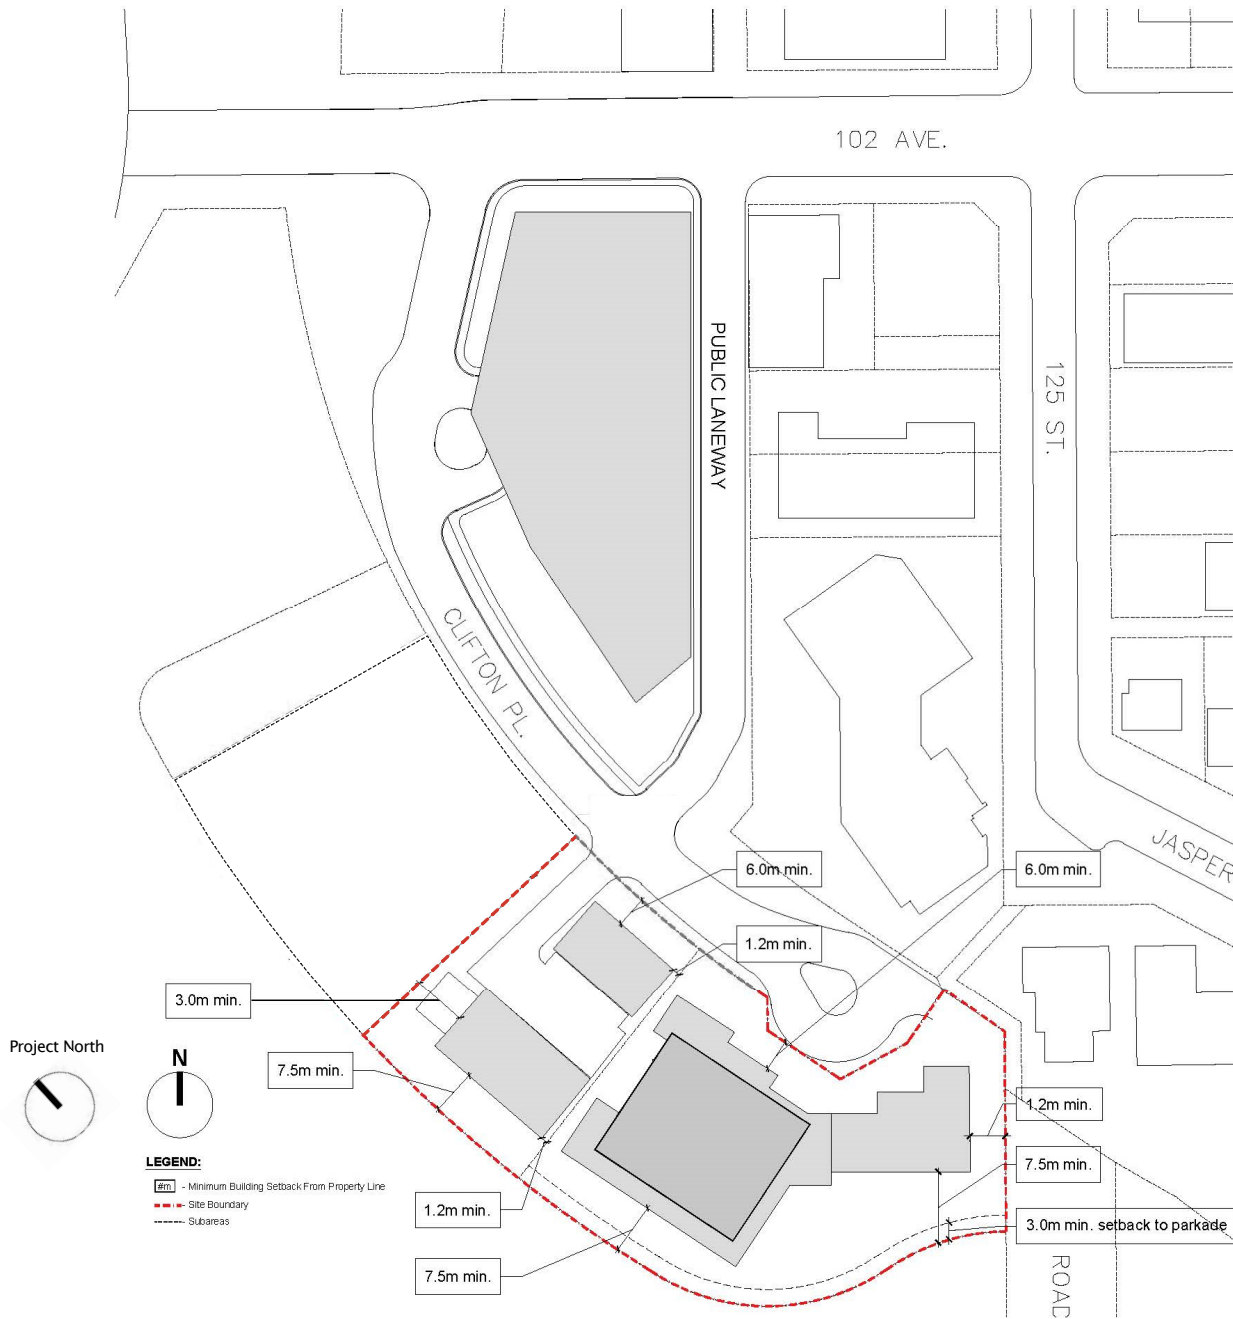 102 AVE.
PUBLIC LANEWAY
125 ST.
CLIFTON PL.
JASPER
6.0m min.
6.0m min.
1.2m min.
3.0m min.
Project North
N
7.5m min.
1.2m min.
LEGEND:
7.5m min.
#m - Minimum Building Setback From Property Line
Site Boundary
1.2m min.
Subareas
3.0m min. setback to parkade
7.5m min.
ROAD